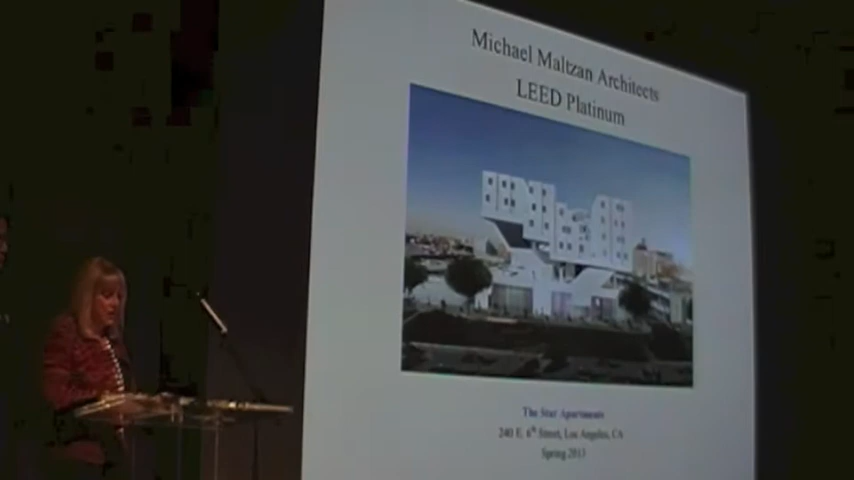 Michael Maltzan Architects
LEED Platinum
The Star Apartments
240 E. 6th Street, Los Angeles, CA
Spring 2013